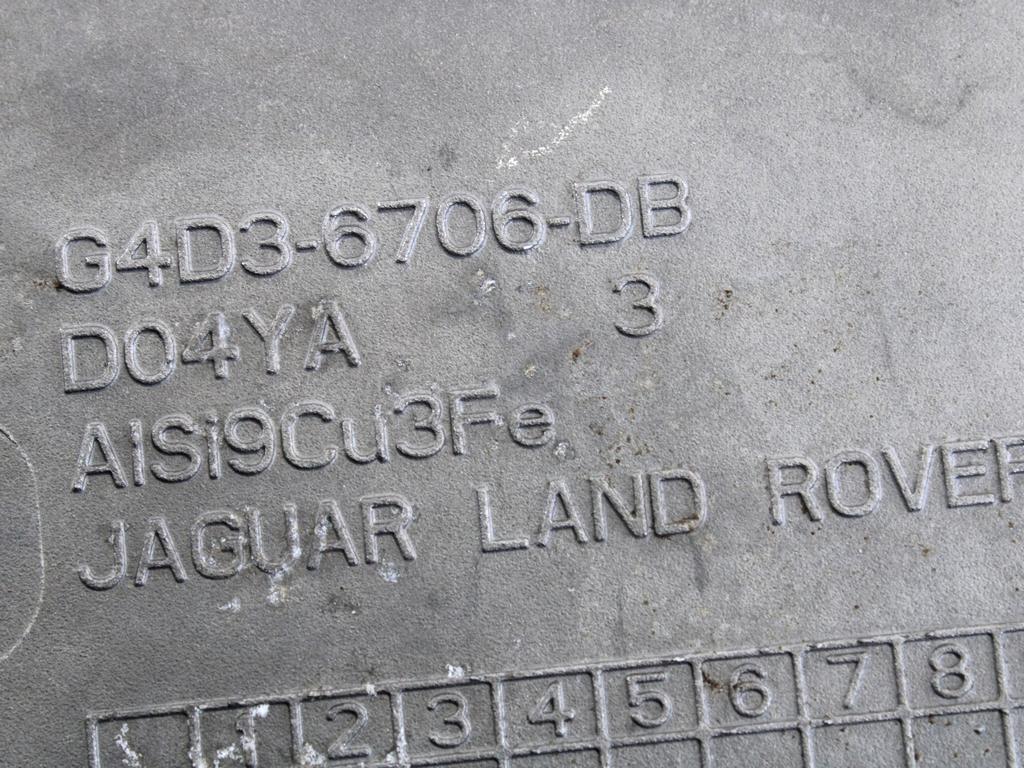 G4D3-6706-DB
D04YA 3
AlSi9Cu3Fe
JAGUAR LAND ROVER
1 2 3 4 5 6 7 8